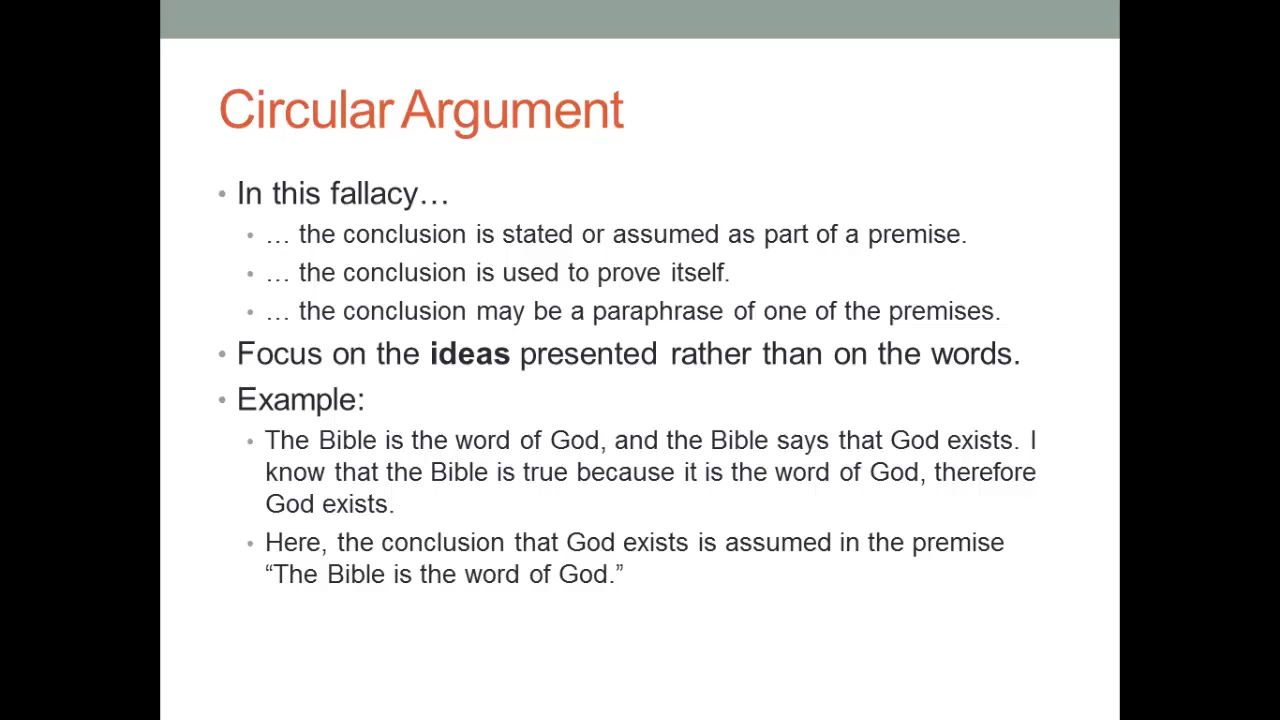 Circular Argument
• In this fallacy…
• … the conclusion is stated or assumed as part of a premise.
• … the conclusion is used to prove itself.
• … the conclusion may be a paraphrase of one of the premises.
• Focus on the ideas presented rather than on the words.
• Example:
• The Bible is the word of God, and the Bible says that God exists. I
know that the Bible is true because it is the word of God, therefore
God exists.
• Here, the conclusion that God exists is assumed in the premise
“The Bible is the word of God.”